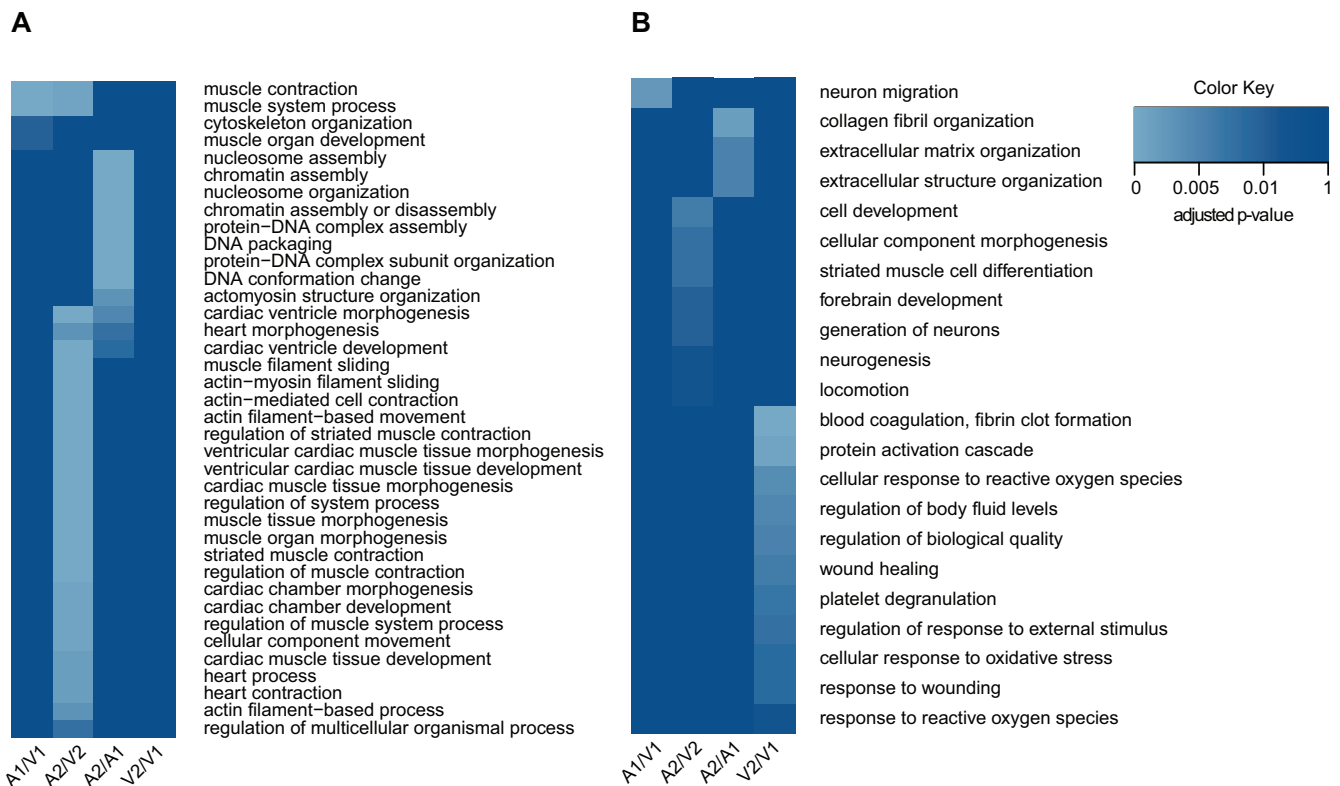 A
muscle contraction
muscle system process
cytoskeleton organization
muscle organ development
nucleosome assembly
chromatin assembly
nucleosome organization
chromatin assembly or disassembly
protein−DNA complex assembly
DNA packaging
protein−DNA complex subunit organization
DNA conformation change
actomyosin structure organization
cardiac ventricle morphogenesis
heart morphogenesis
cardiac ventricle development
muscle filament sliding
actin−myosin filament sliding
actin−mediated cell contraction
actin filament−based movement
regulation of striated muscle contraction
ventricular cardiac muscle tissue morphogenesis
ventricular cardiac muscle tissue development
cardiac muscle tissue morphogenesis
regulation of system process
muscle tissue morphogenesis
muscle organ morphogenesis
striated muscle contraction
regulation of muscle contraction
cardiac chamber morphogenesis
cardiac chamber development
regulation of muscle system process
cellular component movement
cardiac muscle tissue development
heart process
heart contraction
actin filament−based process
regulation of multicellular organismal process
A1/V1
A2/V2
A2/A1
V2/V1
B
neuron migration
collagen fibril organization
extracellular matrix organization
extracellular structure organization
cell development
cellular component morphogenesis
striated muscle cell differentiation
forebrain development
generation of neurons
neurogenesis
locomotion
blood coagulation, fibrin clot formation
protein activation cascade
cellular response to reactive oxygen species
regulation of body fluid levels
regulation of biological quality
wound healing
platelet degranulation
regulation of response to external stimulus
cellular response to oxidative stress
response to wounding
response to reactive oxygen species
A1/V1
A2/V2
A2/A1
V2/V1
Color Key
0 0.005 0.01 1
adjusted p-value